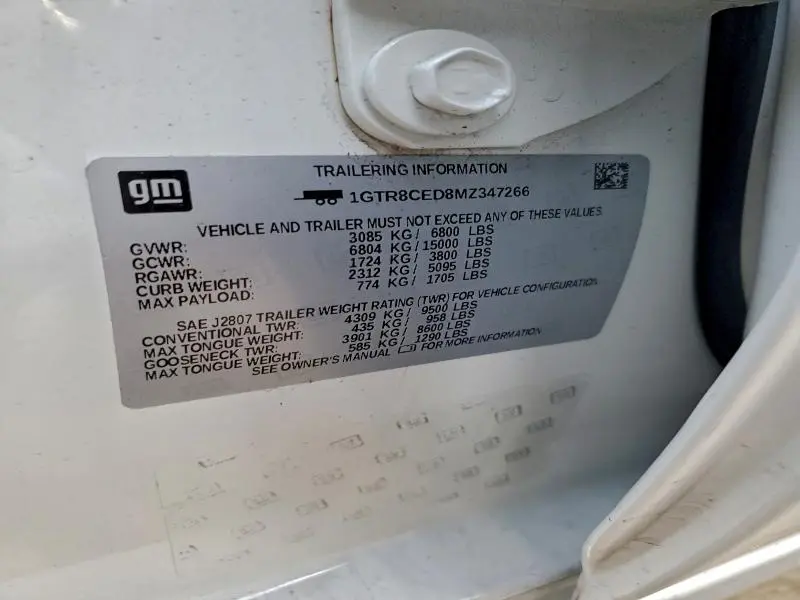 gm
TRAILERING INFORMATION
1GTR8CED8MZ347266
VEHICLE AND TRAILER MUST NOT EXCEED ANY OF THESE VALUES.
GVWR: 3085 KG / 6800 LBS
GCWR: 6804 KG / 15000 LBS
RGAWR: 1724 KG / 3800 LBS
CURB WEIGHT: 2312 KG / 5095 LBS
MAX PAYLOAD: 774 KG / 1705 LBS
SAE J2807 TRAILER WEIGHT RATING (TWR) FOR VEHICLE CONFIGURATION
CONVENTIONAL TWR: 4309 KG / 9500 LBS
MAX TONGUE WEIGHT: 435 KG / 958 LBS
GOOSENECK TWR: 3901 KG / 8600 LBS
MAX TONGUE WEIGHT: 585 KG / 1290 LBS
SEE OWNER'S MANUAL FOR MORE INFORMATION